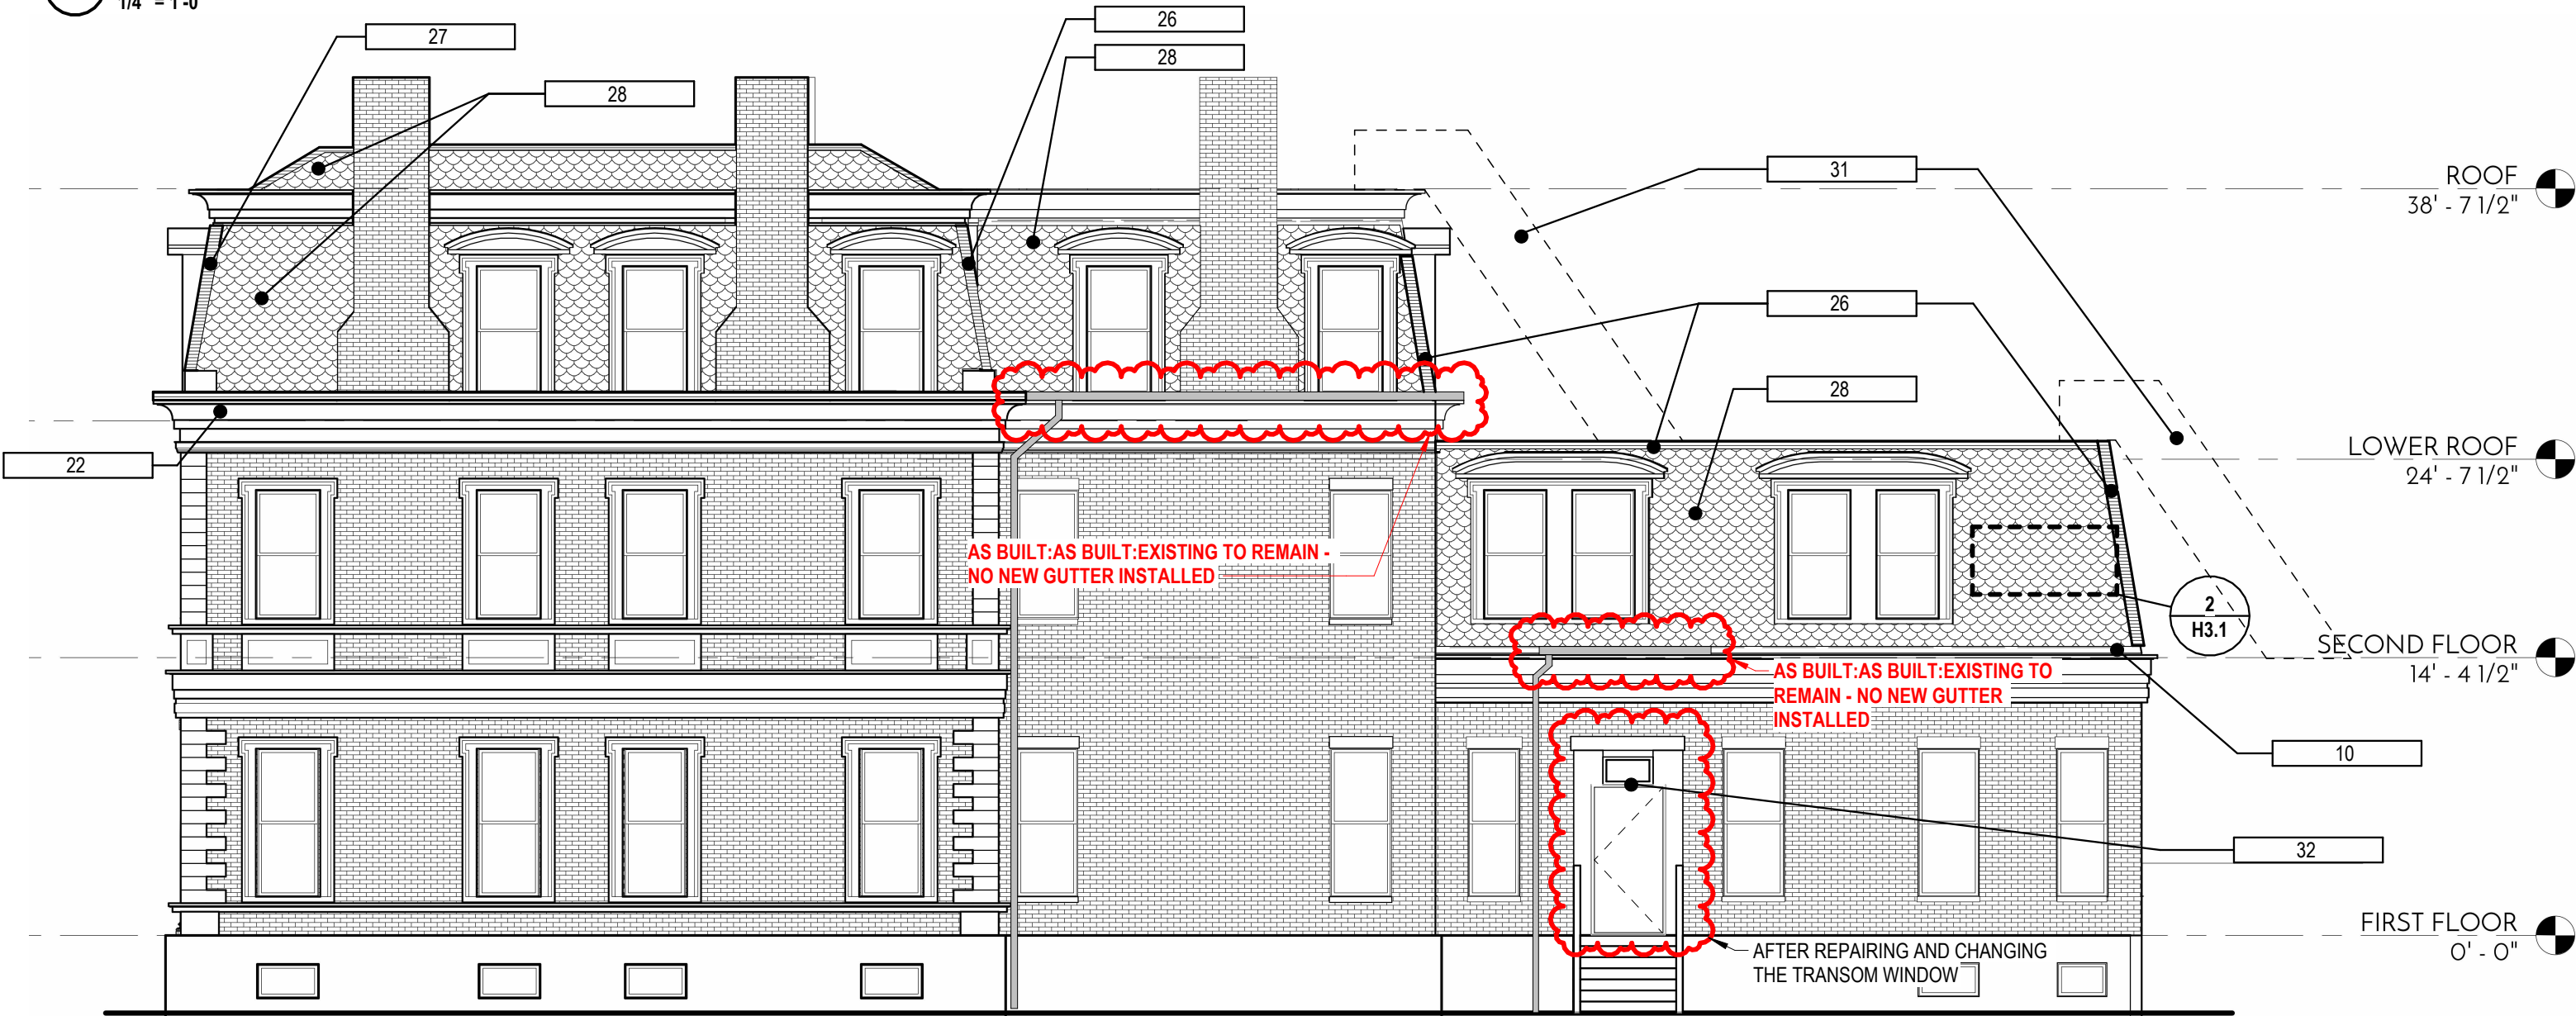 1/4" = 1'-0"
27
28
26
28
31
ROOF
38' - 7 1/2"
26
28
22
LOWER ROOF
24' - 7 1/2"
AS BUILT:AS BUILT:EXISTING TO REMAIN -
NO NEW GUTTER INSTALLED
2
H3.1
SECOND FLOOR
14' - 4 1/2"
AS BUILT:AS BUILT:EXISTING TO
REMAIN - NO NEW GUTTER
INSTALLED
10
32
FIRST FLOOR
0' - 0"
AFTER REPAIRING AND CHANGING
THE TRANSOM WINDOW